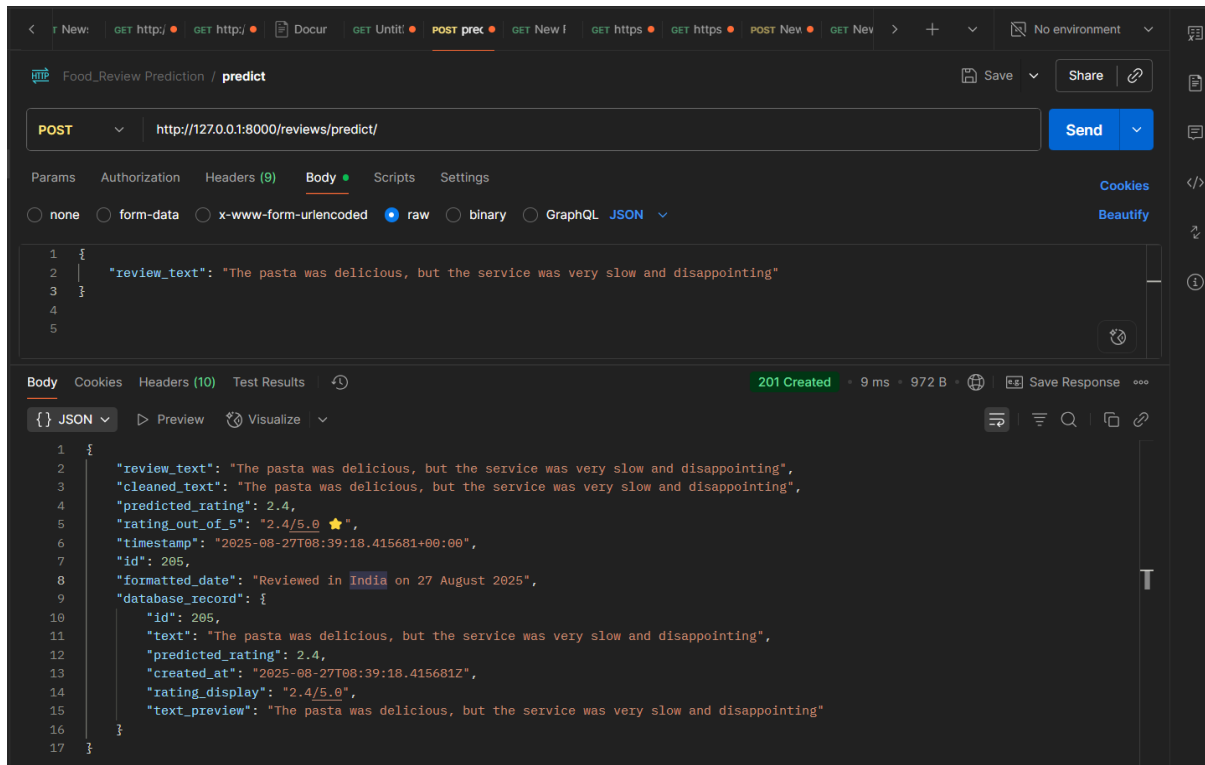 r New: GET http:/ GET http:/ Docur GET Untit POST prec GET New F GET https GET https POST New GET New No environment
HTTP Food_Review Prediction / predict Save Share
POST http://127.0.0.1:8000/reviews/predict/ Send
Params Authorization Headers (9) Body Scripts Settings Cookies
none form-data x-www-form-urlencoded raw binary GraphQL JSON Beautify
1 {
2 "review_text": "The pasta was delicious, but the service was very slow and disappointing"
3 }
4
5
Body Cookies Headers (10) Test Results 201 Created • 9 ms • 972 B e.g. Save Response
{} JSON Preview Visualize
1 {
2 "review_text": "The pasta was delicious, but the service was very slow and disappointing",
3 "cleaned_text": "The pasta was delicious, but the service was very slow and disappointing",
4 "predicted_rating": 2.4,
5 "rating_out_of_5": "2.4/5.0 ⭐",
6 "timestamp": "2025-08-27T08:39:18.415681+00:00",
7 "id": 205,
8 "formatted_date": "Reviewed in India on 27 August 2025",
9 "database_record": {
10 "id": 205,
11 "text": "The pasta was delicious, but the service was very slow and disappointing",
12 "predicted_rating": 2.4,
13 "created_at": "2025-08-27T08:39:18.415681Z",
14 "rating_display": "2.4/5.0",
15 "text_preview": "The pasta was delicious, but the service was very slow and disappointing"
16 }
17 }